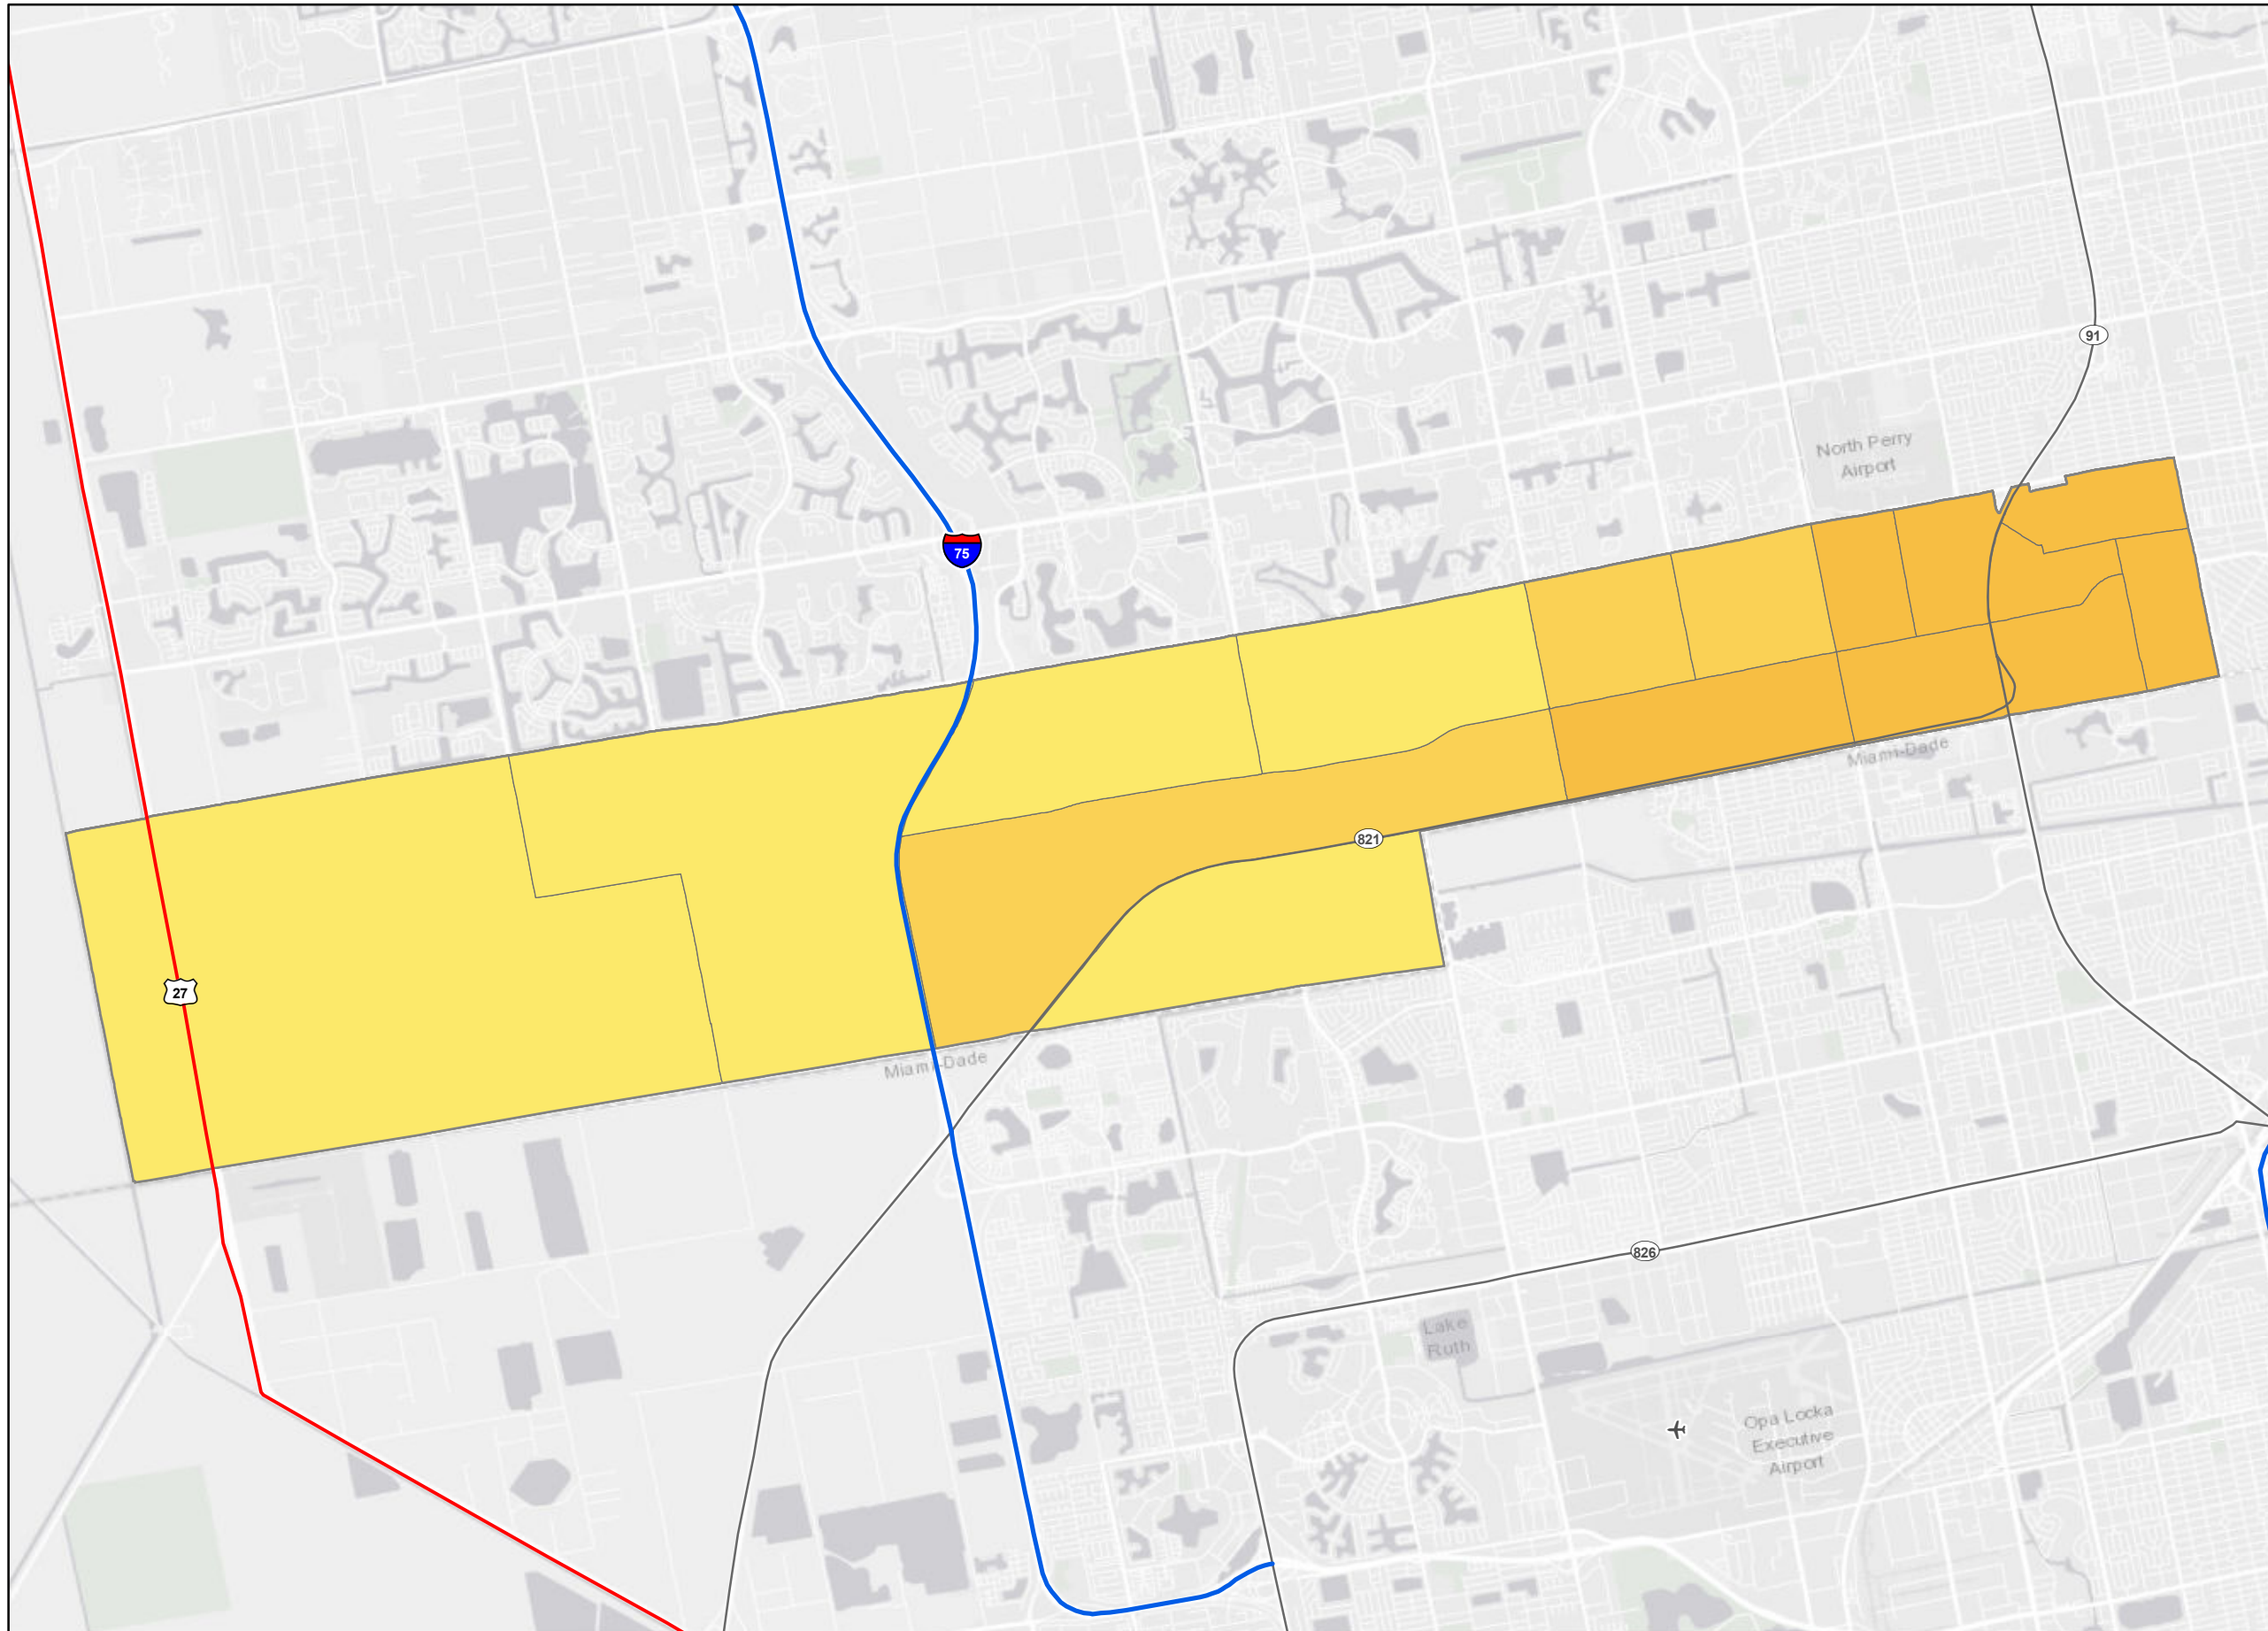 91
North Perry
Airport
75
Miami-Dade
821
27
Miami-Dade
826
Lake
Ruth
Opa Locka
Executive
Airport